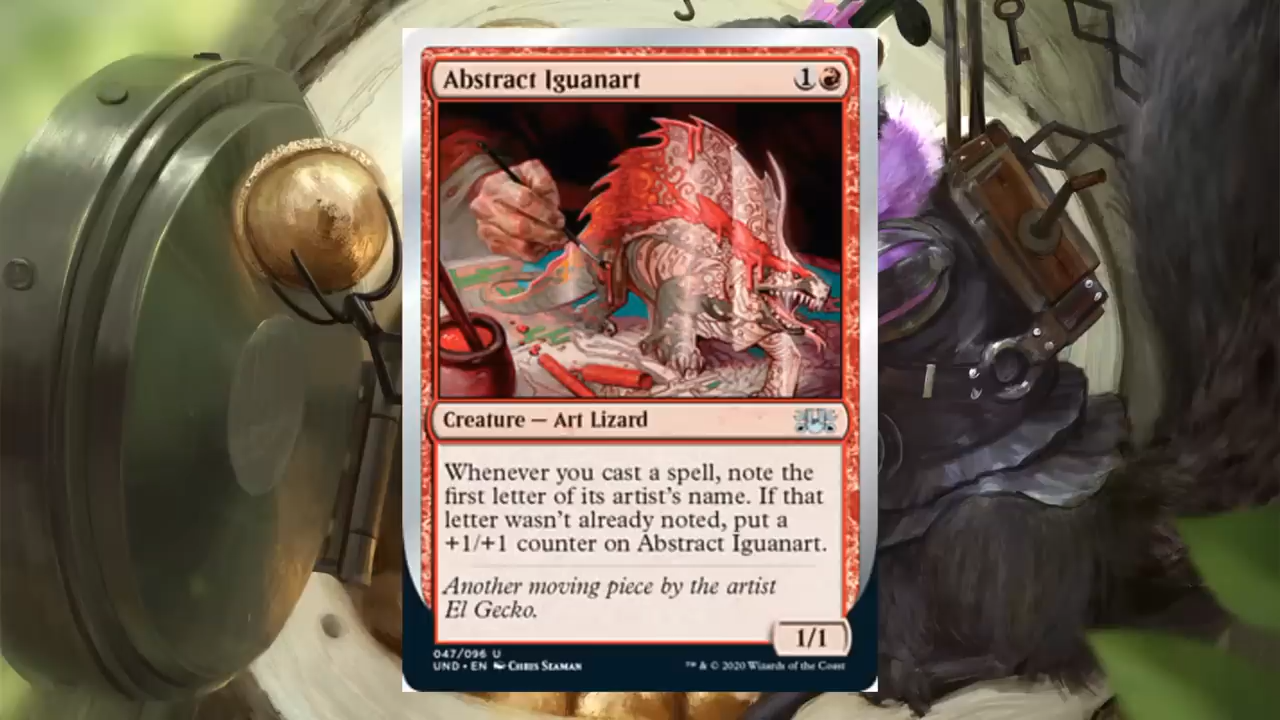 Abstract Iguanart 1
Creature — Art Lizard
Whenever you cast a spell, note the
first letter of its artist's name. If that
letter wasn't already noted, put a
+1/+1 counter on Abstract Iguanart.
Another moving piece by the artist
El Gecko.
1/1
047/096 U
UND • EN Chris Seaman
™ & © 2020 Wizards of the Coast